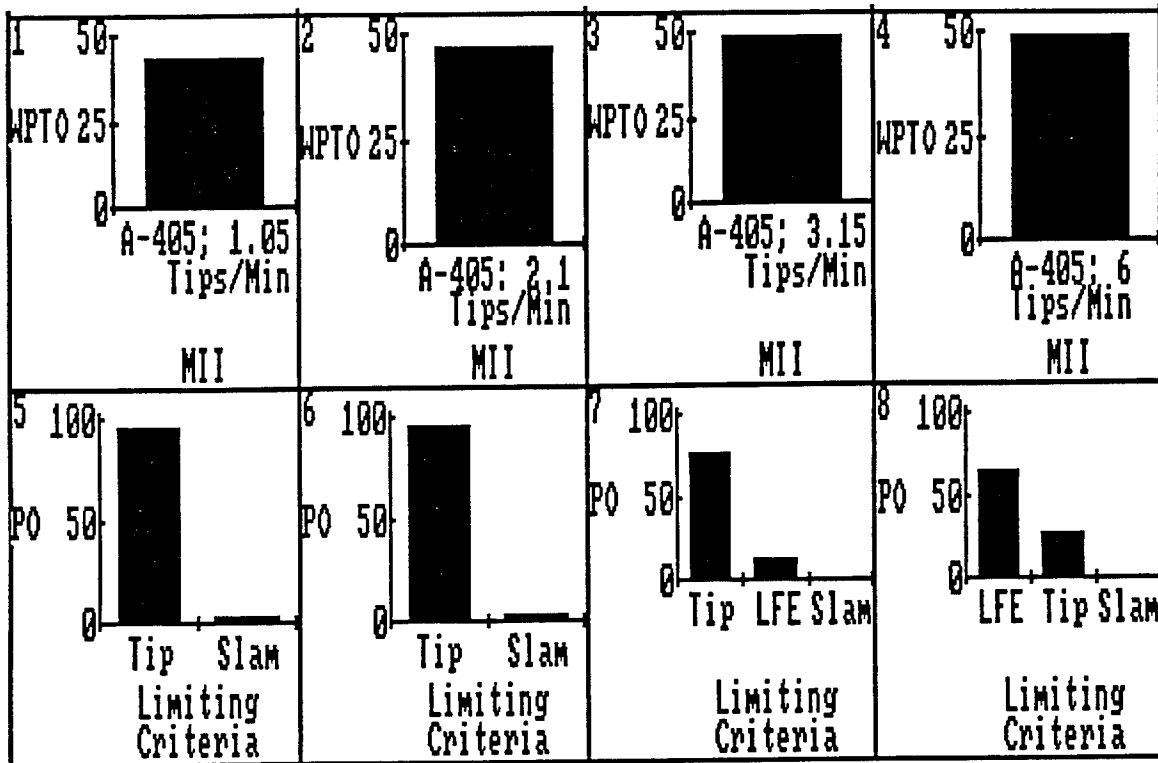 1
50
WPTO 25
0
A-405; 1.05
Tips/Min
MII
2
50
WPTO 25
0
A-405: 2.1
Tips/Min
MII
3
50
WPTO 25
0
A-405; 3.15
Tips/Min
MII
4
50
WPTO 25
0
A-405: 6
Tips/Min
MII
5
100
PO 50
0
Tip Slam
Limiting
Criteria
6
100
PO 50
0
Tip Slam
Limiting
Criteria
7
100
PO 50
0
Tip LFE Slam
Limiting
Criteria
8
100
PO 50
0
LFE Tip Slam
Limiting
Criteria